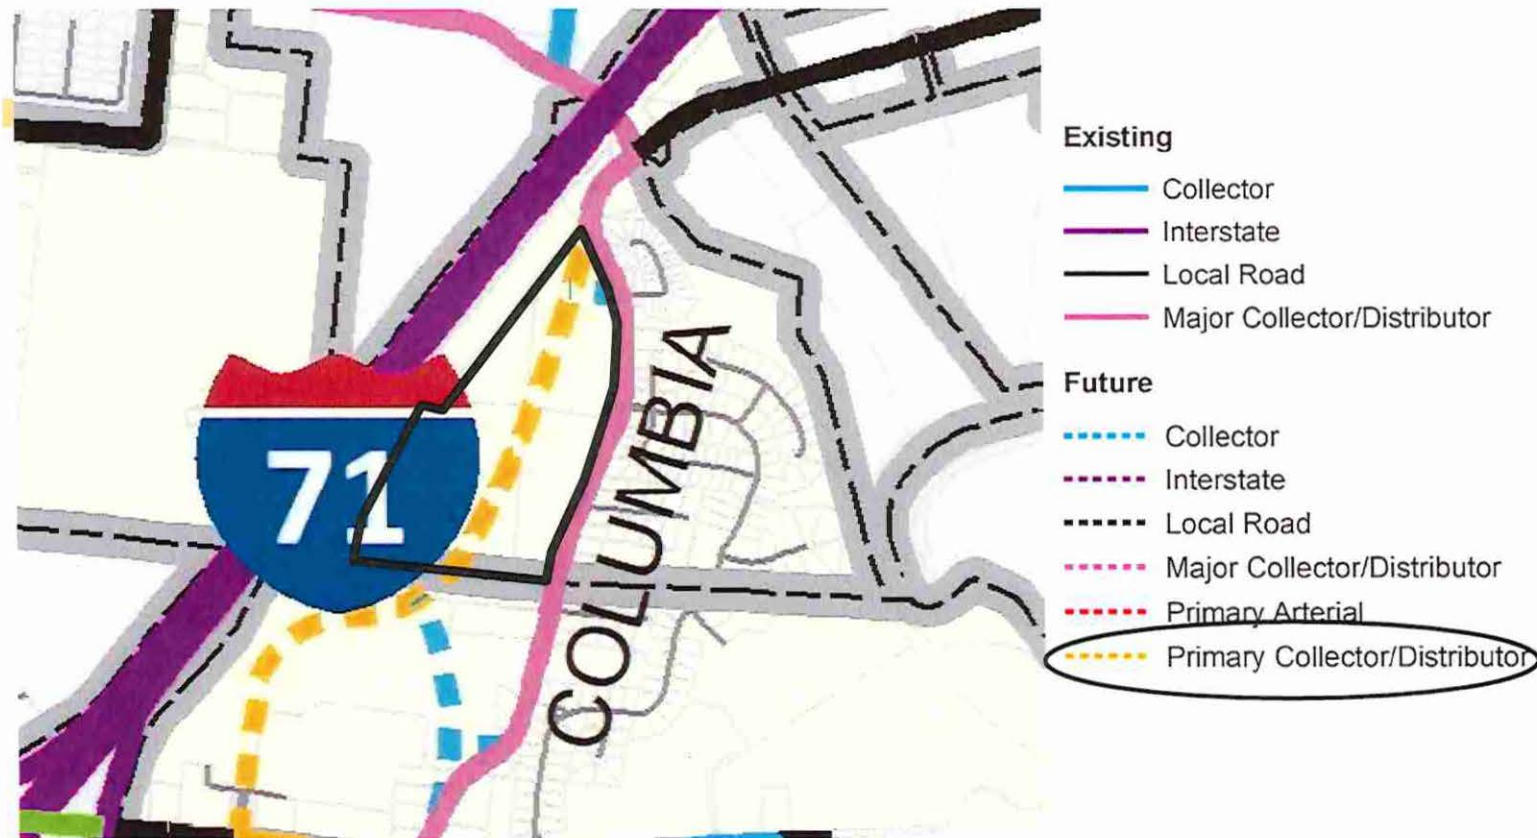 71
COLUMBIA
Existing
Collector
Interstate
Local Road
Major Collector/Distributor
Future
Collector
Interstate
Local Road
Major Collector/Distributor
Primary Arterial
Primary Collector/Distributor